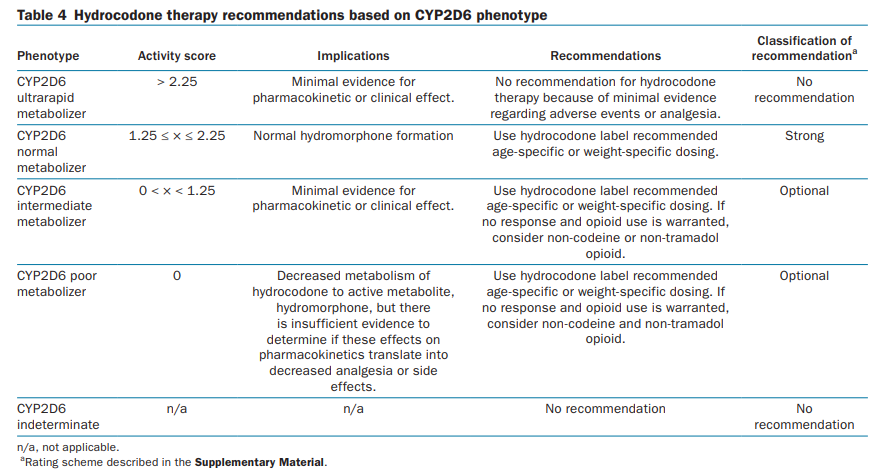 Table 4 Hydrocodone therapy recommendations based on CYP2D6 phenotype
Phenotype
Activity score
Implications
Recommendations
Classification of
recommendationa
CYP2D6
ultrarapid
metabolizer
> 2.25
Minimal evidence for
pharmacokinetic or clinical effect.
No recommendation for hydrocodone
therapy because of minimal evidence
regarding adverse events or analgesia.
No
recommendation
CYP2D6
normal
metabolizer
1.25 ≤ x ≤ 2.25
Normal hydromorphone formation
Use hydrocodone label recommended
age-specific or weight-specific dosing.
Strong
CYP2D6
intermediate
metabolizer
0 < x < 1.25
Minimal evidence for
pharmacokinetic or clinical effect.
Use hydrocodone label recommended
age-specific or weight-specific dosing. If
no response and opioid use is warranted,
consider non-codeine or non-tramadol
opioid.
Optional
CYP2D6 poor
metabolizer
0
Decreased metabolism of
hydrocodone to active metabolite,
hydromorphone, but there
is insufficient evidence to
determine if these effects on
pharmacokinetics translate into
decreased analgesia or side
effects.
Use hydrocodone label recommended
age-specific or weight-specific dosing. If
no response and opioid use is warranted,
consider non-codeine and non-tramadol
opioid.
Optional
CYP2D6
indeterminate
n/a
n/a
No recommendation
No
recommendation
n/a, not applicable.
aRating scheme described in the Supplementary Material.